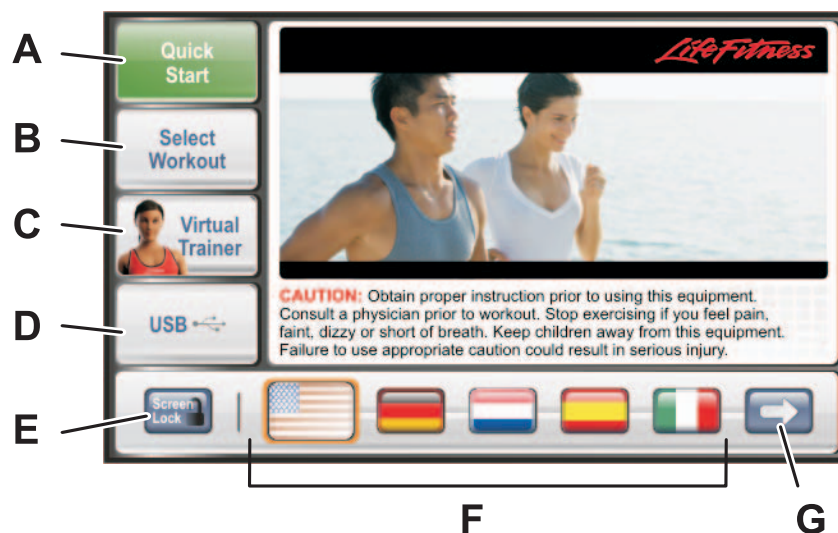 A
Quick
Start
LifeFitness
B
Select
Workout
C
Virtual
Trainer
D
USB
CAUTION: Obtain proper instruction prior to using this equipment.
Consult a physician prior to workout. Stop exercising if you feel pain,
faint, dizzy or short of breath. Keep children away from this equipment.
Failure to use appropriate caution could result in serious injury.
E
Screen
Lock
F
G